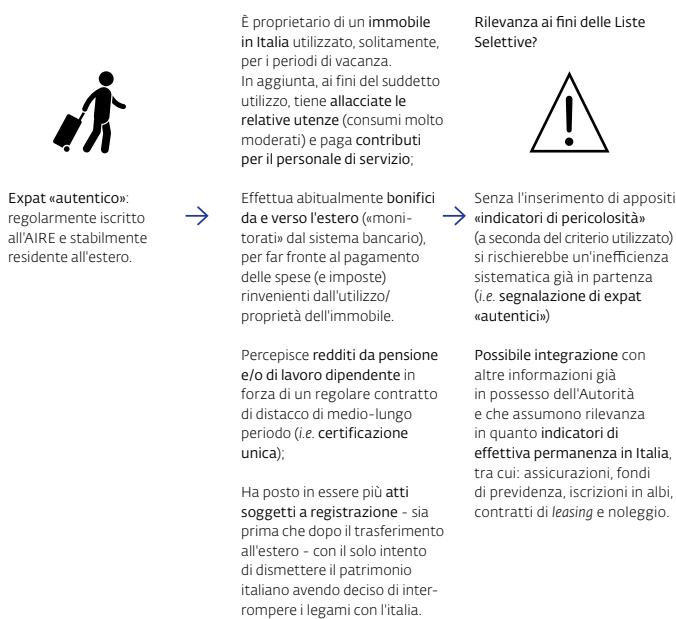 Expat «autentico»:
regolarmente iscritto
all'AIRE e stabilmente
residente all'estero.
È proprietario di un immobile
in Italia utilizzato, solitamente,
per i periodi di vacanza.
In aggiunta, ai fini del suddetto
utilizzo, tiene allacciate le
relative utenze (consumi molto
moderati) e paga contributi
per il personale di servizio;
Effettua abitualmente bonifici
da e verso l'estero («moni-
torati» dal sistema bancario),
per far fronte al pagamento
delle spese (e imposte)
rinvenienti dall'utilizzo/
proprietà dell'immobile.
Percepisce redditi da pensione
e/o di lavoro dipendente in
forza di un regolare contratto
di distacco di medio-lungo
periodo (i.e. certificazione
unica);
Ha posto in essere più atti
soggetti a registrazione - sia
prima che dopo il trasferimento
all'estero - con il solo intento
di dismettere il patrimonio
italiano avendo deciso di inter-
rompere i legami con l'italia.
Rilevanza ai fini delle Liste
Selettive?
Senza l'inserimento di appositi
«indicatori di pericolosità»
(a seconda del criterio utilizzato)
si rischierebbe un'inefficienza
sistematica già in partenza
(i.e. segnalazione di expat
«autentici»)
Possibile integrazione con
altre informazioni già
in possesso dell'Autorità
e che assumono rilevanza
in quanto indicatori di
effettiva permanenza in Italia,
tra cui: assicurazioni, fondi
di previdenza, iscrizioni in albi,
contratti di leasing e noleggio.